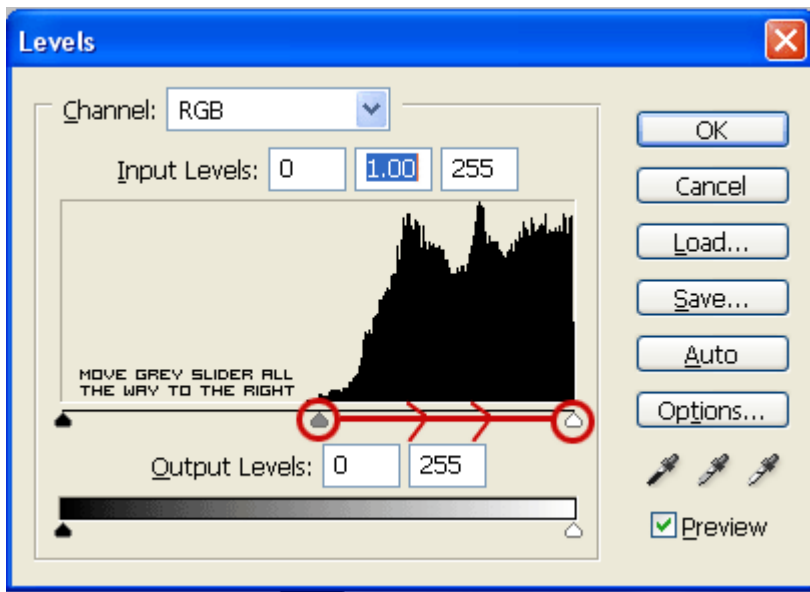 Levels
Channel: RGB
OK
Input Levels: 0 1.00 255
Cancel
Load...
Save...
Auto
MOVE GREY SLIDER ALL
THE WAY TO THE RIGHT
Options...
Output Levels: 0 255
Preview